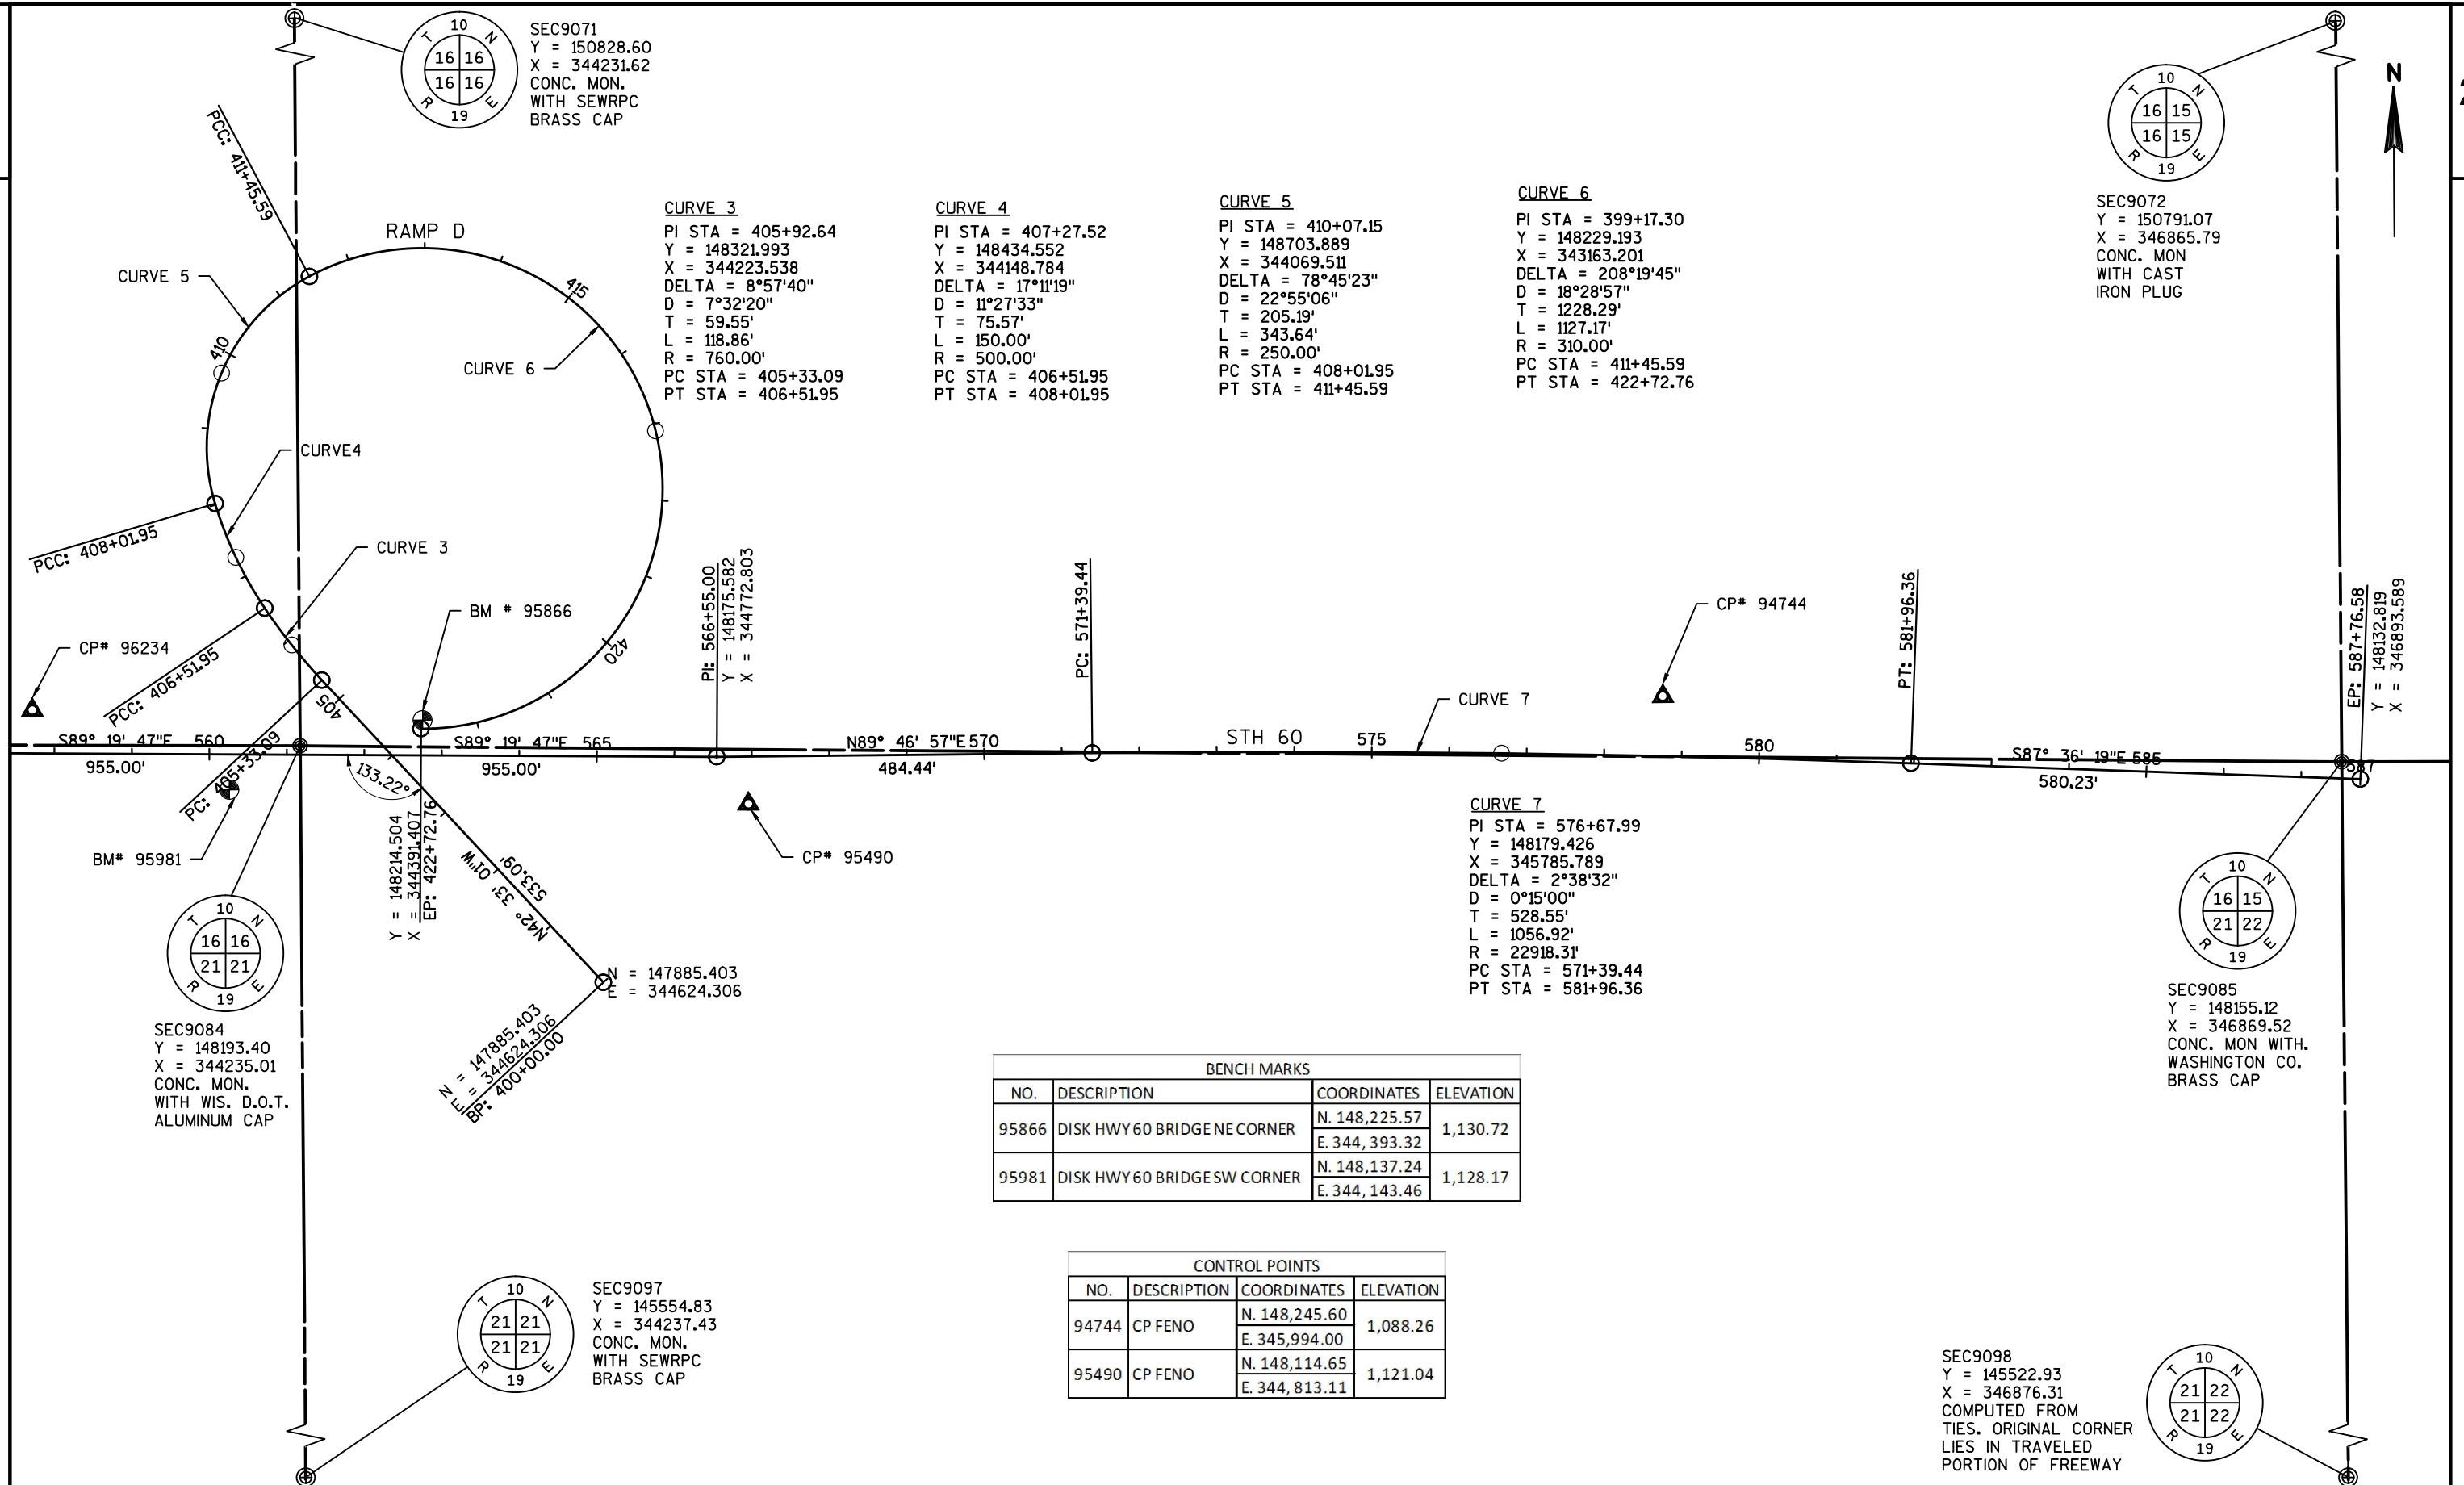 10
T N
16 16
16 16
R E
19
SEC9071
Y = 150828.60
X = 344231.62
CONC. MON.
WITH SEWRPC
BRASS CAP
10
T N
16 15
16 15
R E
19
N
SEC9072
Y = 150791.07
X = 346865.79
CONC. MON
WITH CAST
IRON PLUG
PCC: 411+45.59
RAMP D
CURVE 5
410
415
CURVE 6
CURVE4
PCC: 408+01.95
CURVE 3
CURVE 3
PI STA = 405+92.64
Y = 148321.993
X = 344223.538
DELTA = 8°57'40"
D = 7°32'20"
T = 59.55'
L = 118.86'
R = 760.00'
PC STA = 405+33.09
PT STA = 406+51.95
CURVE 4
PI STA = 407+27.52
Y = 148434.552
X = 344148.784
DELTA = 17°11'19"
D = 11°27'33"
T = 75.57'
L = 150.00'
R = 500.00'
PC STA = 406+51.95
PT STA = 408+01.95
CURVE 5
PI STA = 410+07.15
Y = 148703.889
X = 344069.511
DELTA = 78°45'23"
D = 22°55'06"
T = 205.19'
L = 343.64'
R = 250.00'
PC STA = 408+01.95
PT STA = 411+45.59
CURVE 6
PI STA = 399+17.30
Y = 148229.193
X = 343163.201
DELTA = 208°19'45"
D = 18°28'57"
T = 1228.29'
L = 1127.17'
R = 310.00'
PC STA = 411+45.59
PT STA = 422+72.76
CP# 96234
PCC: 406+51.95
405
BM # 95866
420
PI: 566+55.00
Y = 148175.582
X = 344772.803
PC: 571+39.44
CP# 94744
PT: 581+96.36
EP: 587+76.58
Y = 148132.819
X = 346893.589
S89° 19' 47"E 560
955.00'
PC: 405+33.09
133.22°
S89° 19' 47"E 565
955.00'
N89° 46' 57"E 570
484.44'
STH 60
575
CURVE 7
580
S87° 36' 19"E 585
580.23'
587
BM# 95981
Y = 148214.504
X = 344391.407
EP: 422+72.76
N42° 33' 01"W
533.09'
CP# 95490
N = 147885.403
E = 344624.306
N = 147885.403
E = 344624.306
BP: 400+00.00
CURVE 7
PI STA = 576+67.99
Y = 148179.426
X = 345785.789
DELTA = 2°38'32"
D = 0°15'00"
T = 528.55'
L = 1056.92'
R = 22918.31'
PC STA = 571+39.44
PT STA = 581+96.36
10
T N
16 16
21 21
R E
19
SEC9084
Y = 148193.40
X = 344235.01
CONC. MON.
WITH WIS. D.O.T.
ALUMINUM CAP
10
T N
16 15
21 22
R E
19
SEC9085
Y = 148155.12
X = 346869.52
CONC. MON WITH.
WASHINGTON CO.
BRASS CAP
BENCH MARKS
NO. DESCRIPTION COORDINATES ELEVATION
95866 DISK HWY 60 BRIDGE NE CORNER N. 148,225.57 E. 344, 393.32 1,130.72
95981 DISK HWY 60 BRIDGE SW CORNER N. 148,137.24 E. 344, 143.46 1,128.17
CONTROL POINTS
NO. DESCRIPTION COORDINATES ELEVATION
94744 CP FENO N. 148,245.60 E. 345,994.00 1,088.26
95490 CP FENO N. 148,114.65 E. 344, 813.11 1,121.04
10
T N
21 21
21 21
R E
19
SEC9097
Y = 145554.83
X = 344237.43
CONC. MON.
WITH SEWRPC
BRASS CAP
SEC9098
Y = 145522.93
X = 346876.31
COMPUTED FROM
TIES. ORIGINAL CORNER
LIES IN TRAVELED
PORTION OF FREEWAY
10
T N
21 22
21 22
R E
19